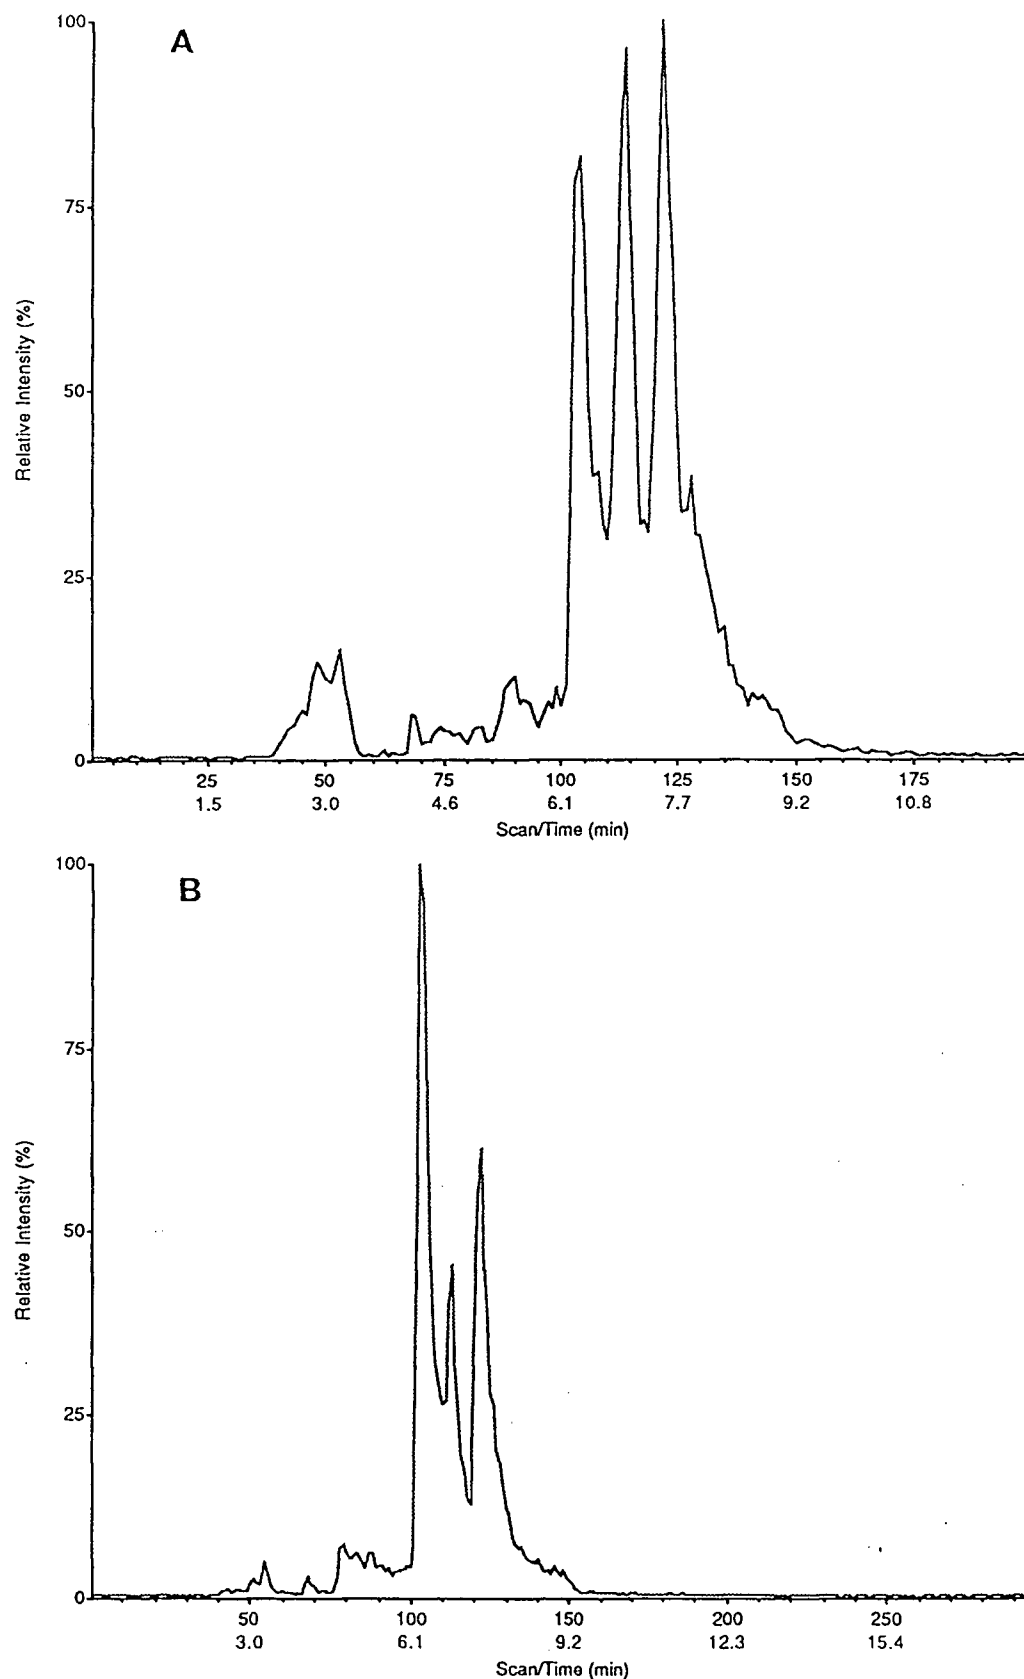 A
100
75
50
25
0
Relative Intensity (%)
25 50 75 100 125 150 175
1.5 3.0 4.6 6.1 7.7 9.2 10.8
Scan/Time (min)
B
100
75
50
25
0
Relative Intensity (%)
50 100 150 200 250
3.0 6.1 9.2 12.3 15.4
Scan/Time (min)